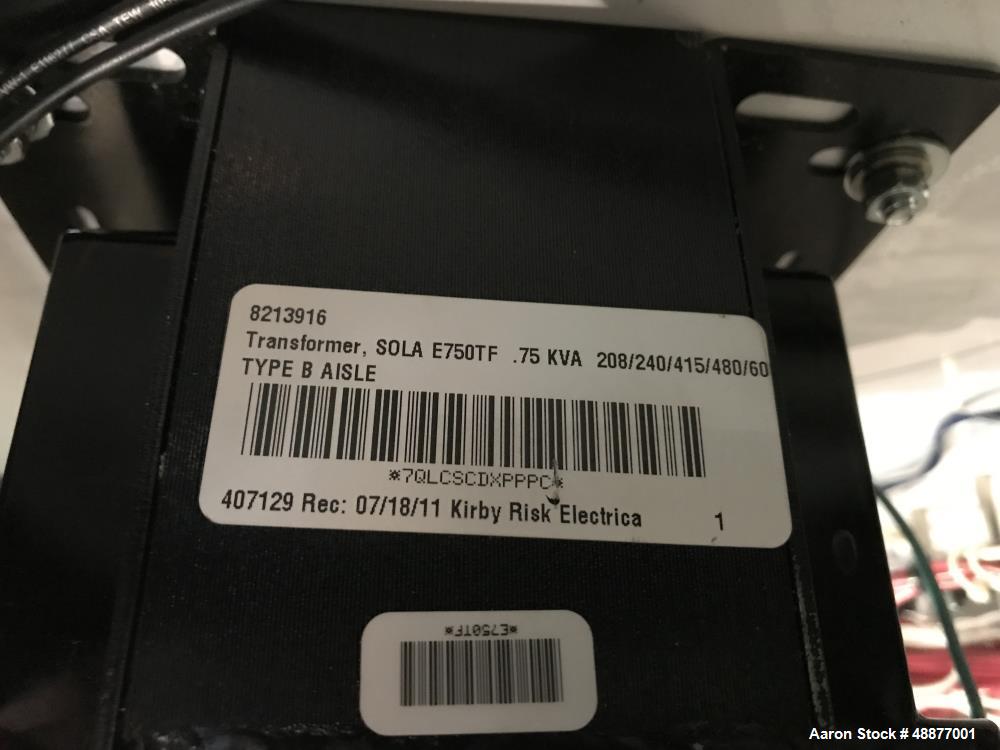 8213916
Transformer, SOLA E750TF .75 KVA 208/240/415/480/60
TYPE B AISLE
*7QLCSCDXPPPC*
407129 Rec: 07/18/11 Kirby Risk Electrica 1
*E750TF*
Aaron Stock # 48877001